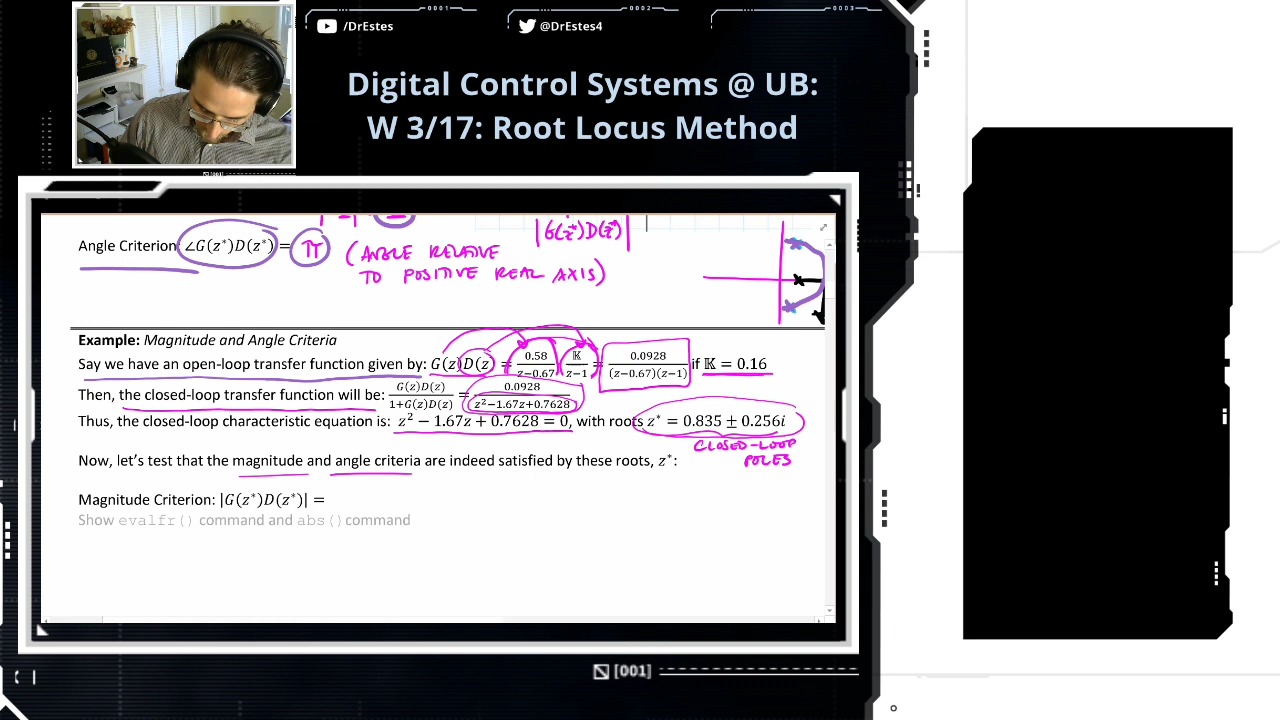 0001
0002
0003
/DrEstes
@DrEstes4
Digital Control Systems @ UB:
W 3/17: Root Locus Method
[001]
|G(z*)D(z*)|
Angle Criterion: ∠G(z*)D(z*) = π (ANGLE RELATIVE
TO POSITIVE REAL AXIS)
Example: Magnitude and Angle Criteria
Say we have an open-loop transfer function given by: G(z)D(z) = 0.58/(z−0.67) 𝕂/(z−1) = 0.0928/((z−0.67)(z−1)) if 𝕂 = 0.16
Then, the closed-loop transfer function will be: G(z)D(z)/(1+G(z)D(z)) = 0.0928/(z²−1.67z+0.7628)
Thus, the closed-loop characteristic equation is: z² − 1.67z + 0.7628 = 0, with roots z* = 0.835 ± 0.256i
CLOSED-LOOP
POLES
Now, let's test that the magnitude and angle criteria are indeed satisfied by these roots, z*:
Magnitude Criterion: |G(z*)D(z*)| =
Show evalfr() command and abs() command
[001]